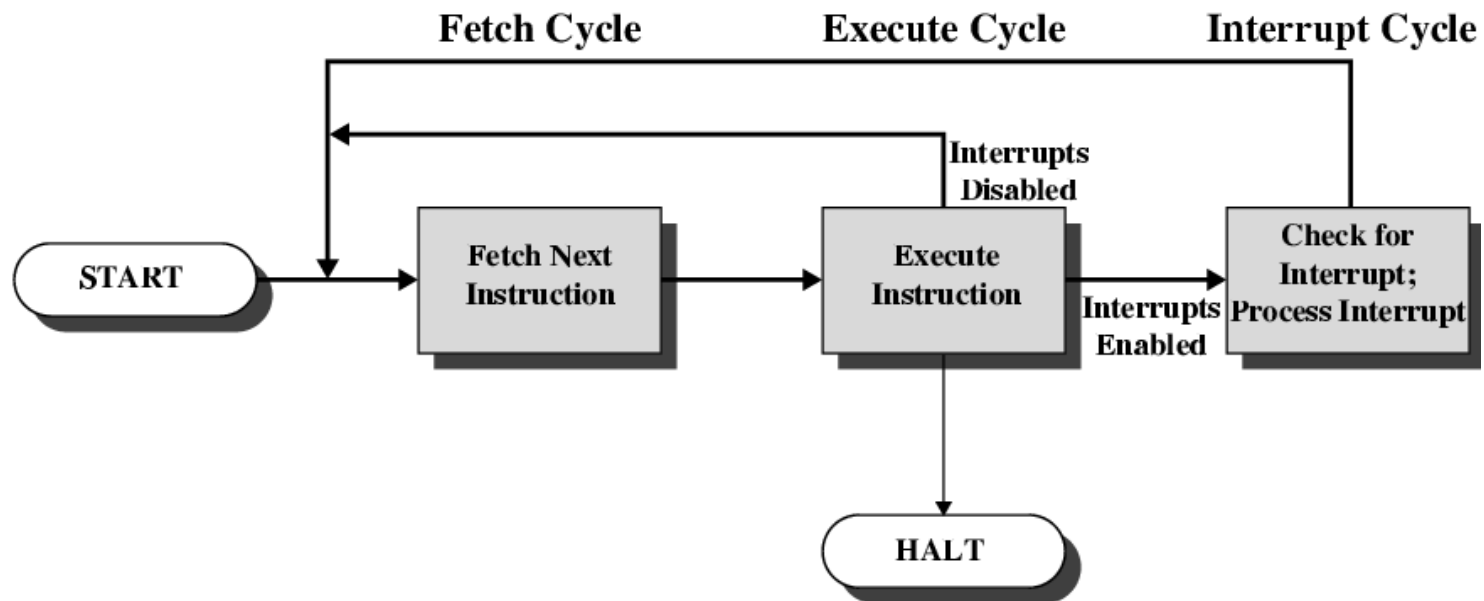 Fetch Cycle
Execute Cycle
Interrupt Cycle
Interrupts
Disabled
START
Fetch Next
Instruction
Execute
Instruction
Interrupts
Enabled
Check for
Interrupt;
Process Interrupt
HALT